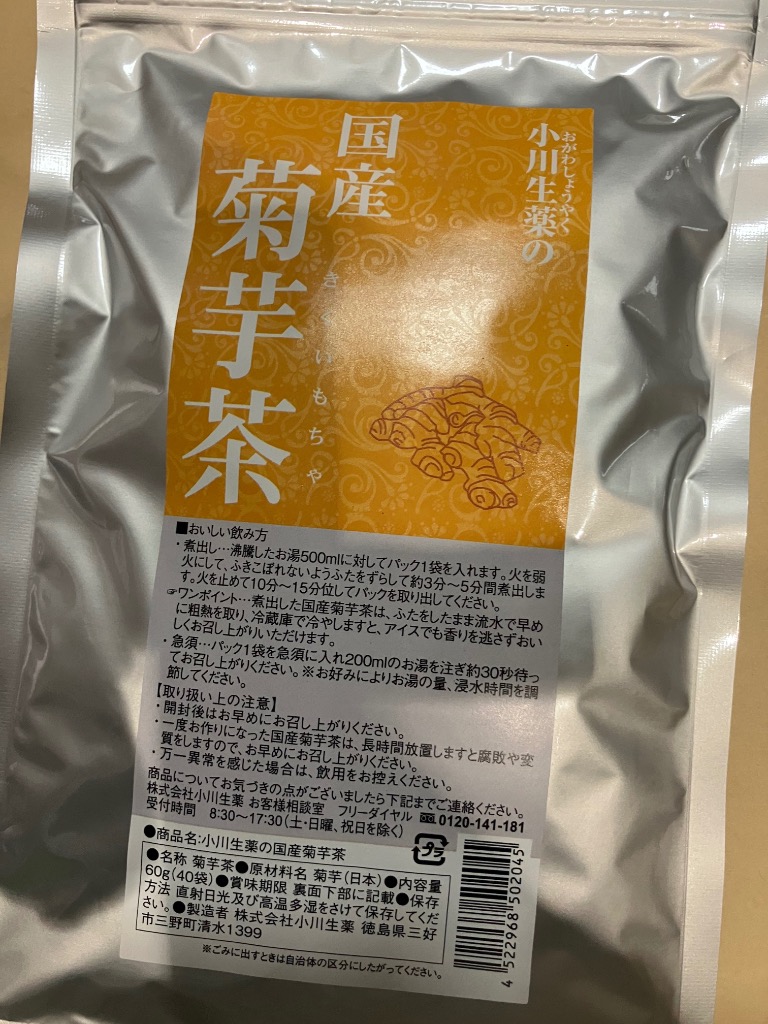 おがわしょうやく
小川生薬の
国産
菊芋茶
きくいもちゃ
■おいしい飲み方
・煮出し…沸騰したお湯500mlに対してパック1袋を入れます。火を弱
火にして、ふきこぼれないようふたをずらして約3分〜5分間煮出しま
す。火を止めて10分〜15分位してパックを取り出してください。
☞ワンポイント…煮出した国産菊芋茶は、ふたをしたまま流水で早め
に粗熱を取り、冷蔵庫で冷やしますと、アイスでも香りを逃さずおい
しくお召し上がりいただけます。
・急須…パック1袋を急須に入れ200mlのお湯を注ぎ約30秒待っ
てお召し上がりください。※お好みによりお湯の量、浸水時間を調
節してください。
【取り扱い上の注意】
・開封後はお早めにお召し上がりください。
・一度お作りになった国産菊芋茶は、長時間放置しますと腐敗や変
質をしますので、お早めにお召し上がりください。
・万一異常を感じた場合は、飲用をお控えください。
商品についてお気づきの点がございましたら下記までご連絡ください。
株式会社小川生薬 お客様相談室 フリーダイヤル 0120-141-181
受付時間 8:30〜17:30(土・日曜、祝日を除く)
プラ
●商品名:小川生薬の国産菊芋茶
●名称 菊芋茶●原材料名 菊芋(日本)●内容量
60g(40袋)●賞味期限 裏面下部に記載●保存
方法 直射日光及び高温多湿をさけて保存してくだ
さい。●製造者 株式会社小川生薬 徳島県三好
市三野町清水1399
※ごみに出すときは自治体の区分にしたがってください。
4 522968 502045